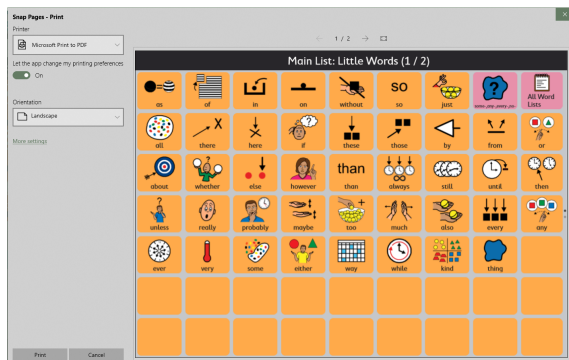 Snap Pages - Print
Printer
Microsoft Print to PDF
Let the app change my printing preferences
On
Orientation
Landscape
More settings
Print
Cancel
1 / 2
Main List: Little Words (1 / 2)
as
of
in
on
without
so
so
just
All Word
Lists
all
there
here
if
these
those
by
from
or
about
whether
else
however
than
than
always
still
until
then
unless
really
probably
maybe
too
much
also
every
any
ever
very
some
either
way
while
kind
thing